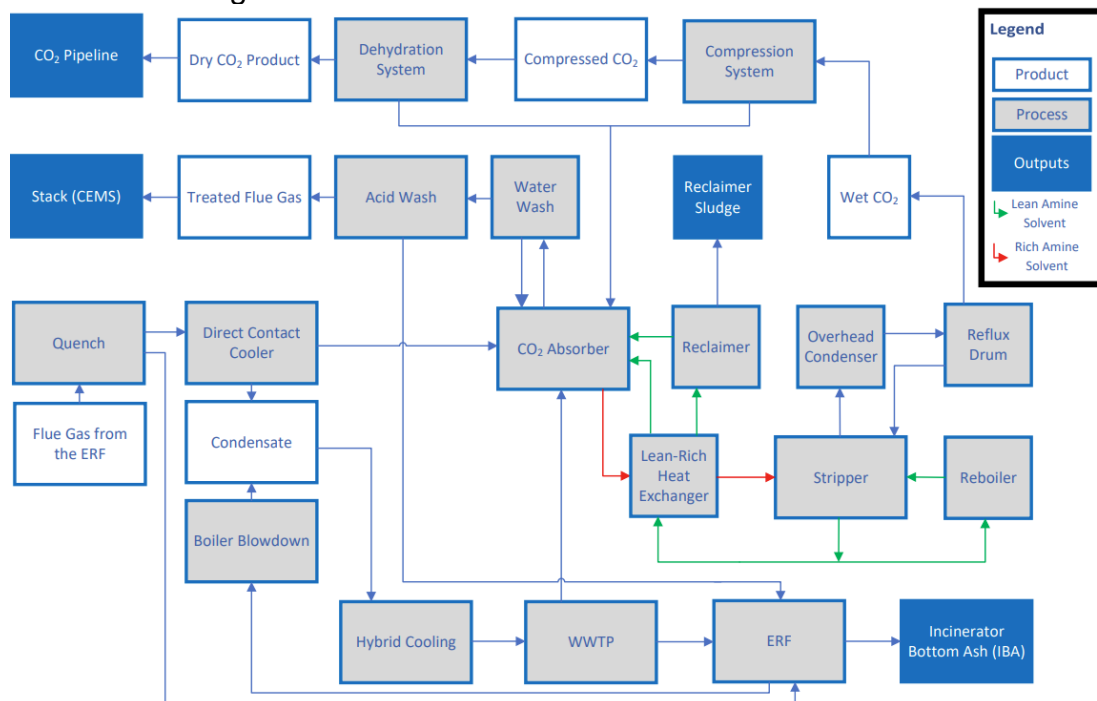 CO₂ Pipeline
Dry CO₂ Product
Dehydration
System
Compressed CO₂
Compression
System
Legend
Product
Process
Outputs
Lean Amine
Solvent
Rich Amine
Solvent
Stack (CEMS)
Treated Flue Gas
Acid Wash
Water
Wash
Reclaimer
Sludge
Wet CO₂
Quench
Direct Contact
Cooler
CO₂ Absorber
Reclaimer
Overhead
Condenser
Reflux
Drum
Flue Gas from
the ERF
Condensate
Lean-Rich
Heat
Exchanger
Stripper
Reboiler
Boiler Blowdown
Hybrid Cooling
WWTP
ERF
Incinerator
Bottom Ash (IBA)